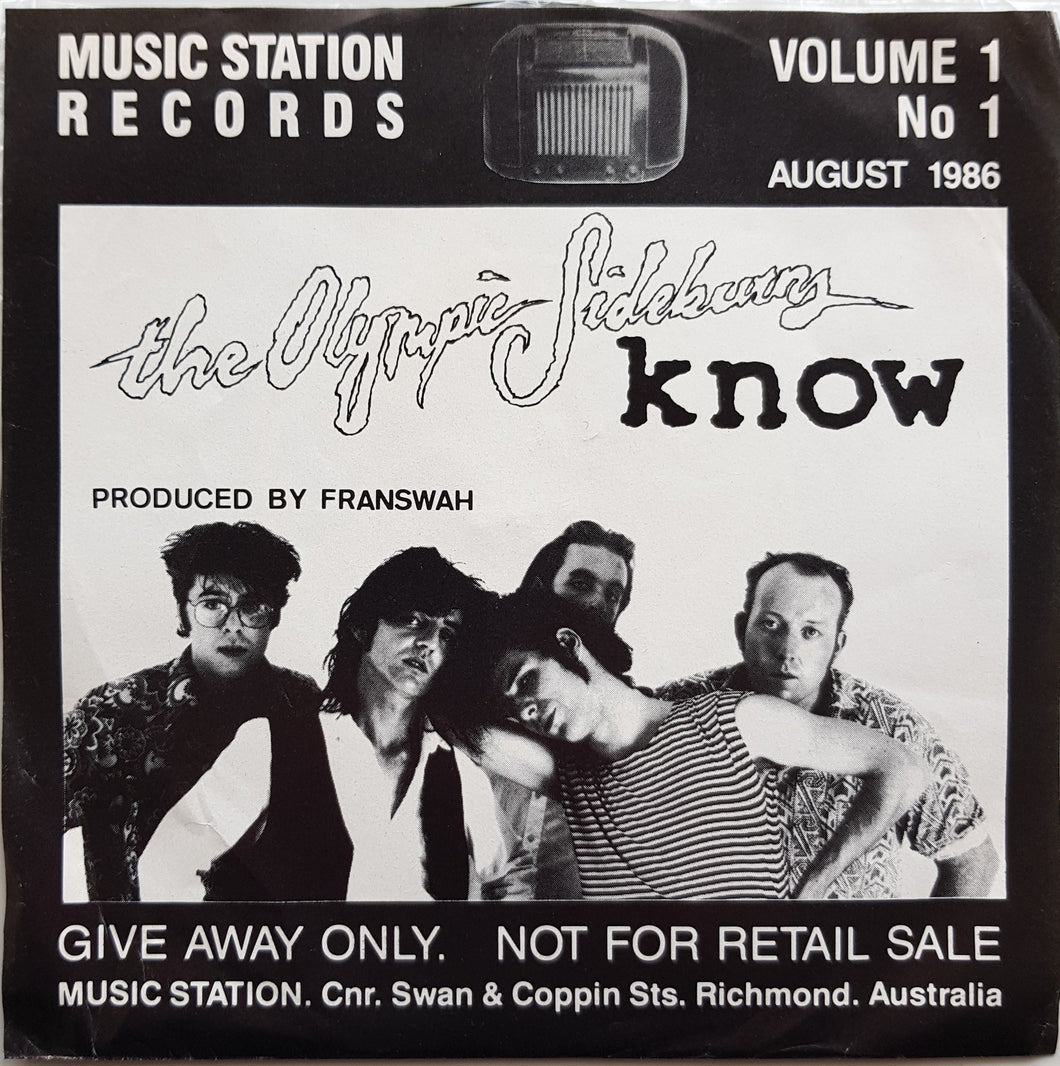 MUSIC STATION
RECORDS
VOLUME 1
No 1
AUGUST 1986
the Olympic Sideburns
know
PRODUCED BY FRANSWAH
GIVE AWAY ONLY. NOT FOR RETAIL SALE
MUSIC STATION. Cnr. Swan & Coppin Sts. Richmond. Australia